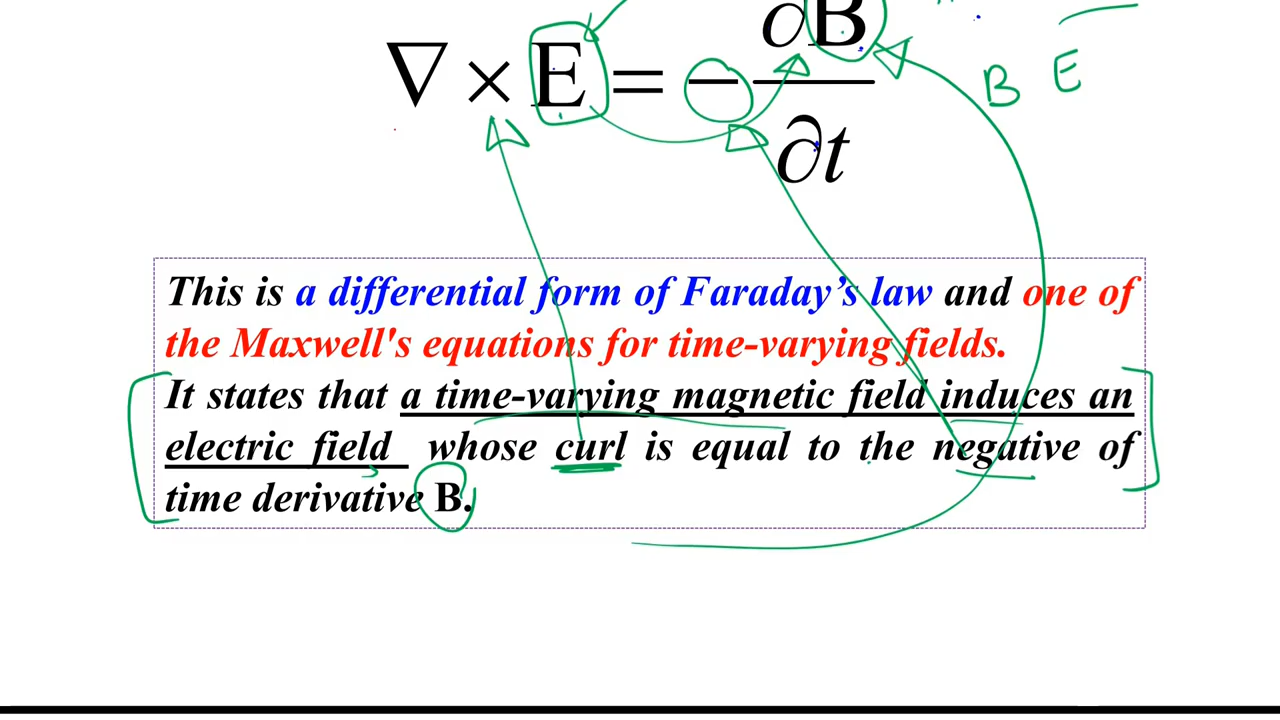 ∇ × E = − ∂B
∂t
B E
This is a differential form of Faraday's law and one of
the Maxwell's equations for time-varying fields.
It states that a time-varying magnetic field induces an
electric field whose curl is equal to the negative of
time derivative B.